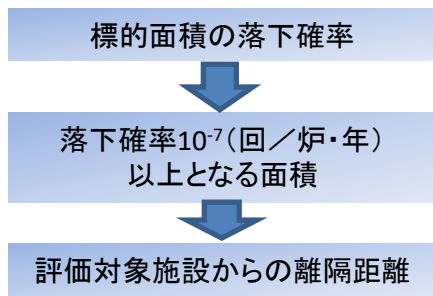 標的面積の落下確率
落下確率10⁻⁷(回／炉・年)
以上となる面積
評価対象施設からの離隔距離